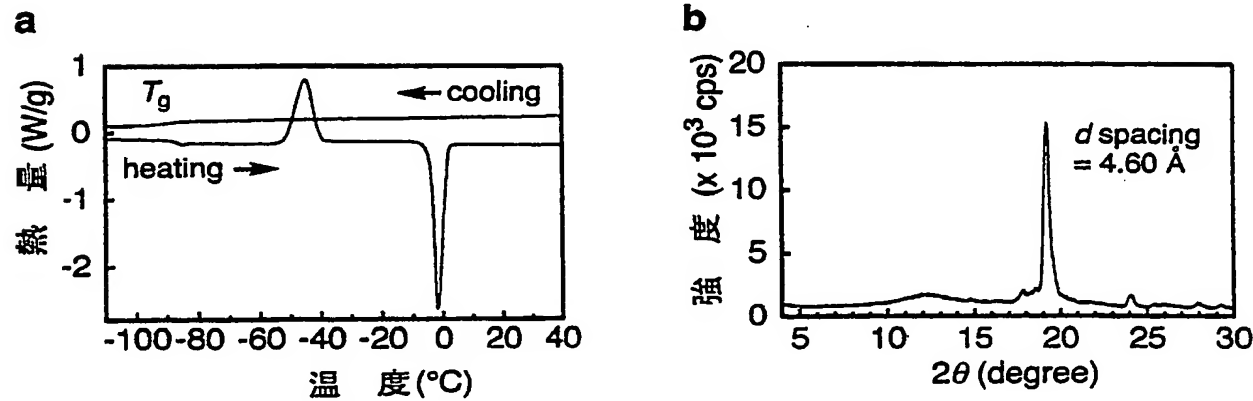 a
熱 量 (W/g)
1
0
-1
-2
Tg
cooling
heating
-100 -80 -60 -40 -20 0 20 40
温 度 (°C)
b
強 度 (x 10³ cps)
20
15
10
5
0
d spacing
= 4.60 Å
5 10 15 20 25 30
2θ (degree)